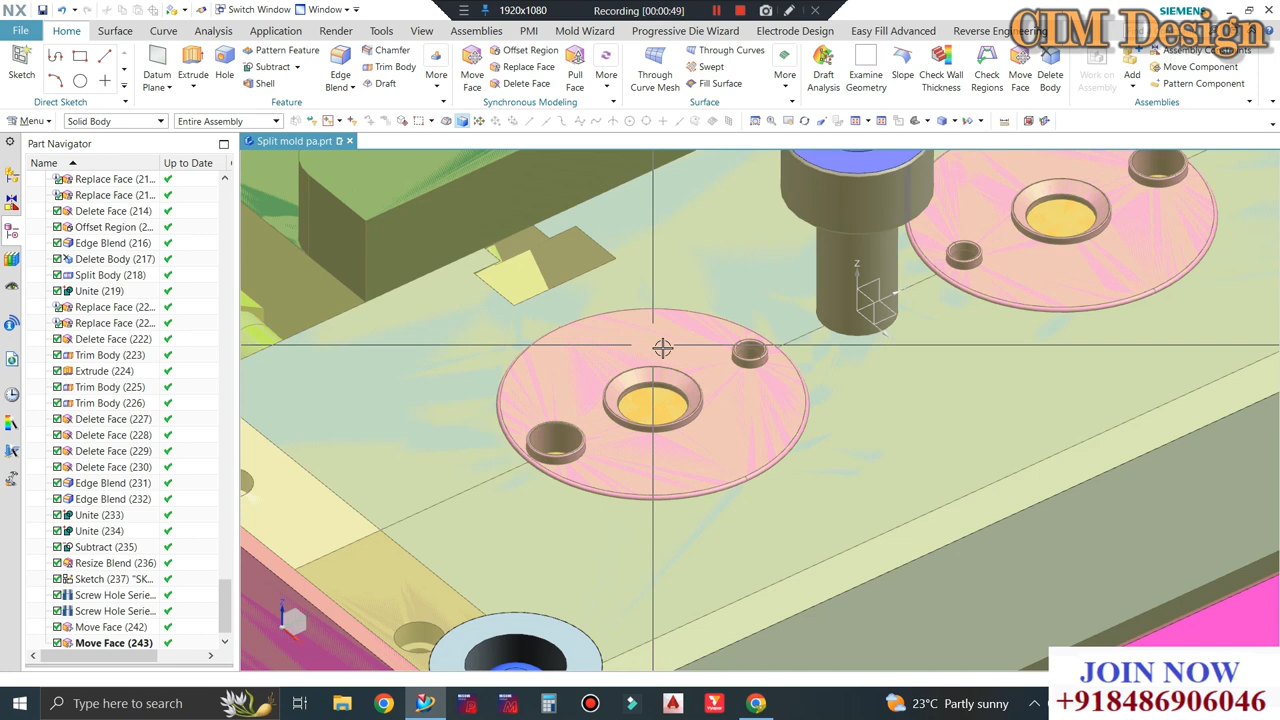 NX
Switch Window
Window
1920x1080
Recording [00:00:49]
SIEMENS
CIM Design
File
Home
Surface
Curve
Analysis
Application
Render
Tools
View
Assemblies
PMI
Mold Wizard
Progressive Die Wizard
Electrode Design
Easy Fill Advanced
Reverse Engineering
Sketch
Datum Plane
Extrude
Hole
Pattern Feature
Subtract
Shell
Edge Blend
Chamfer
Trim Body
Draft
More
Move Face
Offset Region
Replace Face
Delete Face
Pull Face
More
Through Curve Mesh
Through Curves
Swept
Fill Surface
More
Draft Analysis
Examine Geometry
Slope
Check Wall Thickness
Check Regions
Move Face
Delete Body
Work on Assembly
Add
Assembly Constraints
Move Component
Pattern Component
Direct Sketch
Feature
Synchronous Modeling
Surface
Assemblies
Menu
Solid Body
Entire Assembly
Part Navigator
Split mold pa.prt
Name
Up to Date
Replace Face (21...
Replace Face (21...
Delete Face (214)
Offset Region (2...
Edge Blend (216)
Delete Body (217)
Split Body (218)
Unite (219)
Replace Face (22...
Replace Face (22...
Delete Face (222)
Trim Body (223)
Extrude (224)
Trim Body (225)
Trim Body (226)
Delete Face (227)
Delete Face (228)
Delete Face (229)
Delete Face (230)
Edge Blend (231)
Edge Blend (232)
Unite (233)
Unite (234)
Subtract (235)
Resize Blend (236)
Sketch (237) "SK...
Screw Hole Serie...
Screw Hole Serie...
Move Face (242)
Move Face (243)
Z
JOIN NOW
+918486906046
Type here to search
23°C Partly sunny